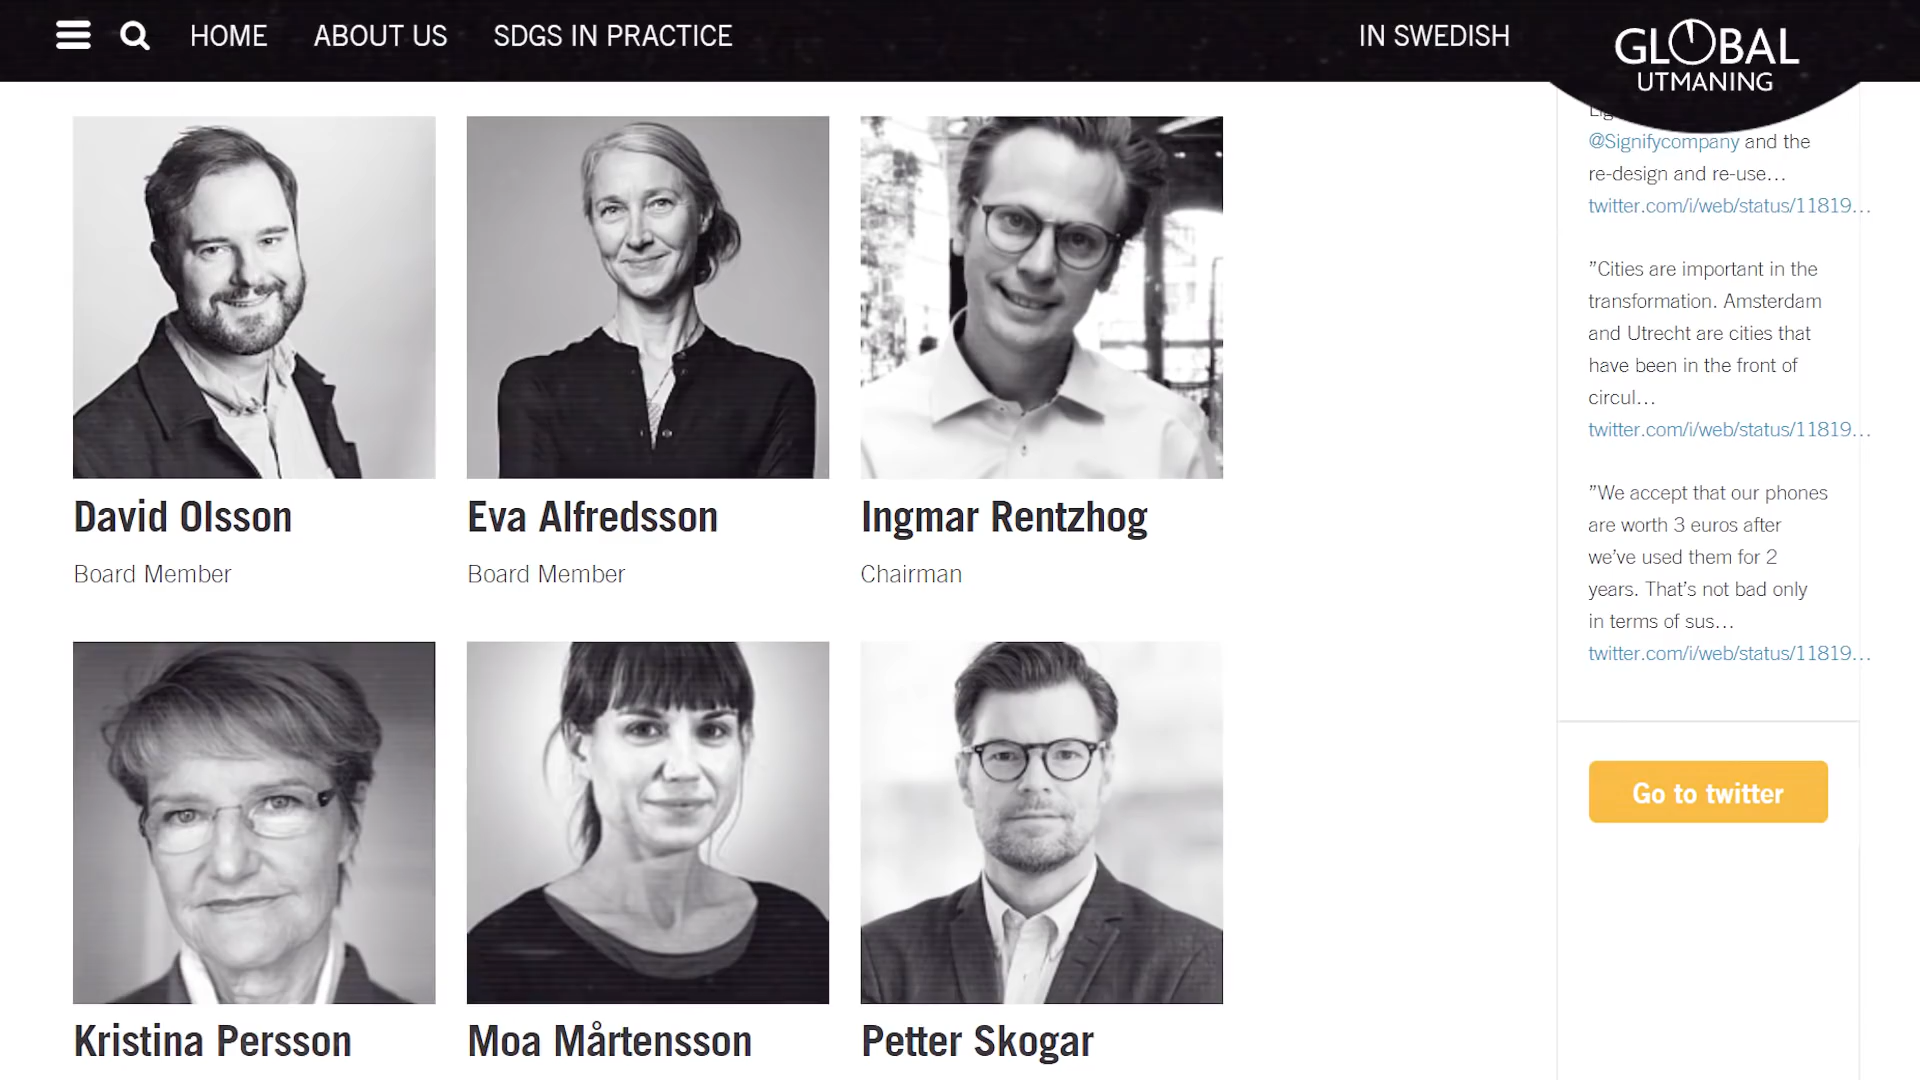 HOME
ABOUT US
SDGS IN PRACTICE
IN SWEDISH
GLOBAL
UTMANING
David Olsson
Board Member
Eva Alfredsson
Board Member
Ingmar Rentzhog
Chairman
Kristina Persson
Moa Mårtensson
Petter Skogar
@Signifycompany and the
re-design and re-use…
twitter.com/i/web/status/11819…
”Cities are important in the
transformation. Amsterdam
and Utrecht are cities that
have been in the front of
circul…
twitter.com/i/web/status/11819…
”We accept that our phones
are worth 3 euros after
we’ve used them for 2
years. That’s not bad only
in terms of sus…
twitter.com/i/web/status/11819…
Go to twitter